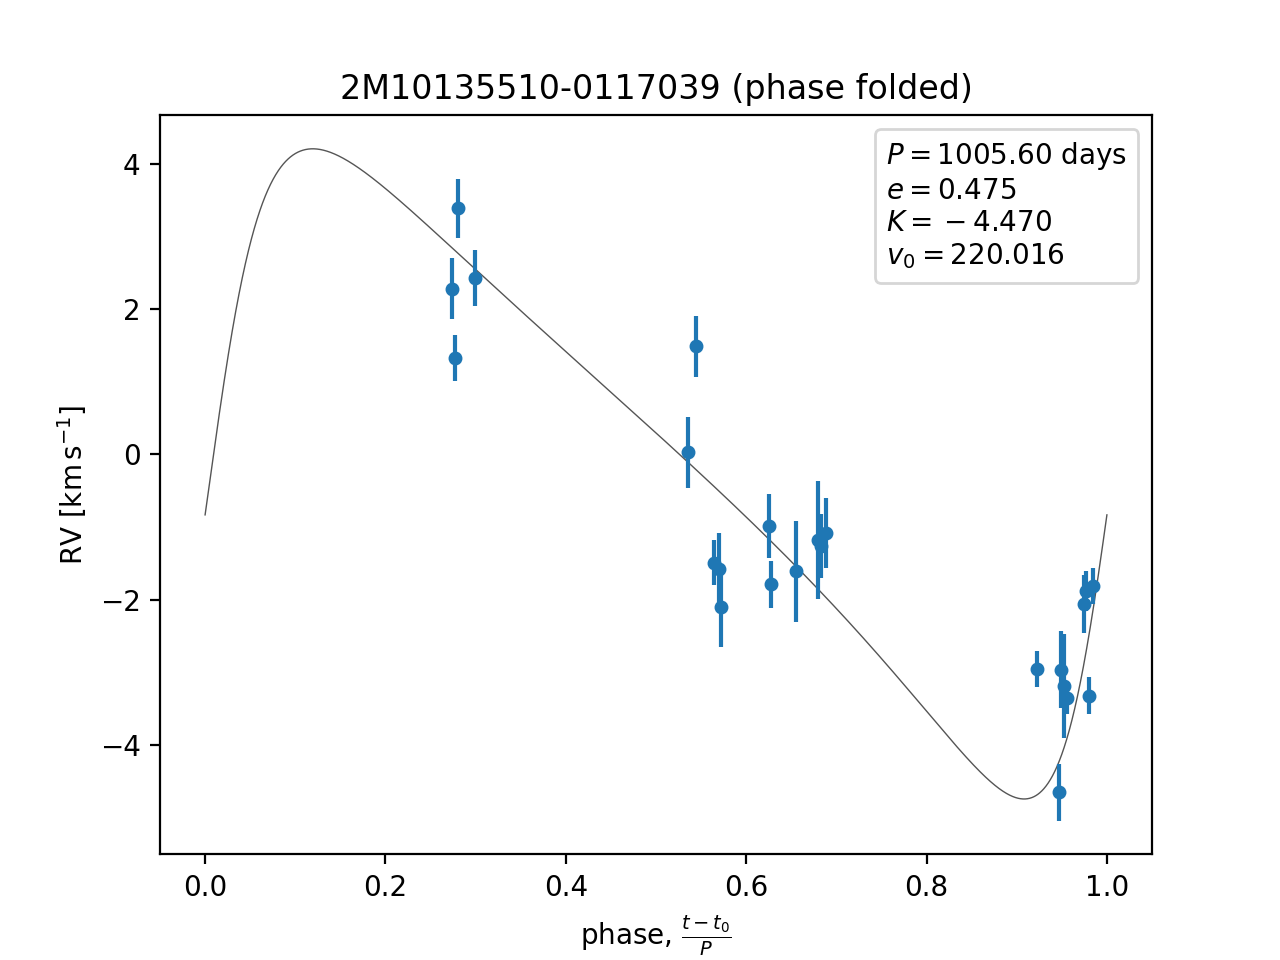 2M10135510-0117039 (phase folded)
P = 1005.60 days
e = 0.475
K = −4.470
v₀ = 220.016
4
2
0
−2
−4
RV [km s⁻¹]
0.0 0.2 0.4 0.6 0.8 1.0
phase, (t − t₀)/P